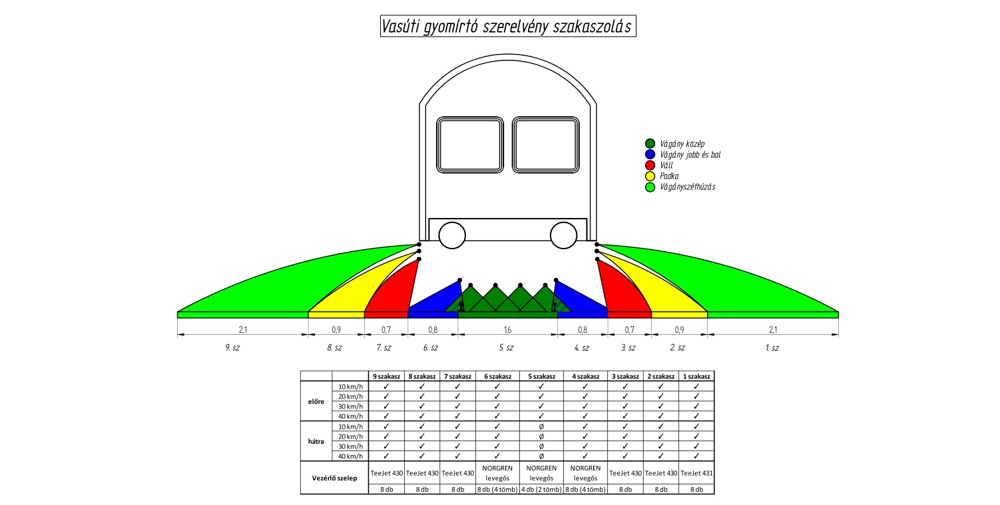 Vasúti gyomírtó szerelvény szakaszolás
Vágány közép
Vágány jobb és bal
Váll
Padka
Vágányszéthúzás
2,1 0,9 0,7 0,8 1,6 0,8 0,7 0,9 2,1
9. sz 8. sz 7. sz 6. sz 5. sz 4. sz 3. sz 2. sz 1. sz
9 szakasz 8 szakasz 7 szakasz 6 szakasz 5 szakasz 4 szakasz 3 szakasz 2 szakasz 1 szakasz
előre
10 km/h ✓ ✓ ✓ ✓ ✓ ✓ ✓ ✓ ✓
20 km/h ✓ ✓ ✓ ✓ ✓ ✓ ✓ ✓ ✓
30 km/h ✓ ✓ ✓ ✓ ✓ ✓ ✓ ✓ ✓
40 km/h ✓ ✓ ✓ ✓ ✓ ✓ ✓ ✓ ✓
hátra
10 km/h ✓ ✓ ✓ ✓ Ø ✓ ✓ ✓ ✓
20 km/h ✓ ✓ ✓ ✓ Ø ✓ ✓ ✓ ✓
30 km/h ✓ ✓ ✓ ✓ Ø ✓ ✓ ✓ ✓
40 km/h ✓ ✓ ✓ ✓ Ø ✓ ✓ ✓ ✓
Vezérlő szelep TeeJet 430 TeeJet 430 TeeJet 430 NORGREN levegős NORGREN levegős NORGREN levegős TeeJet 430 TeeJet 430 TeeJet 431
8 db 8 db 8 db 8 db (4 tömb) 4 db (2 tömb) 8 db (4 tömb) 8 db 8 db 8 db